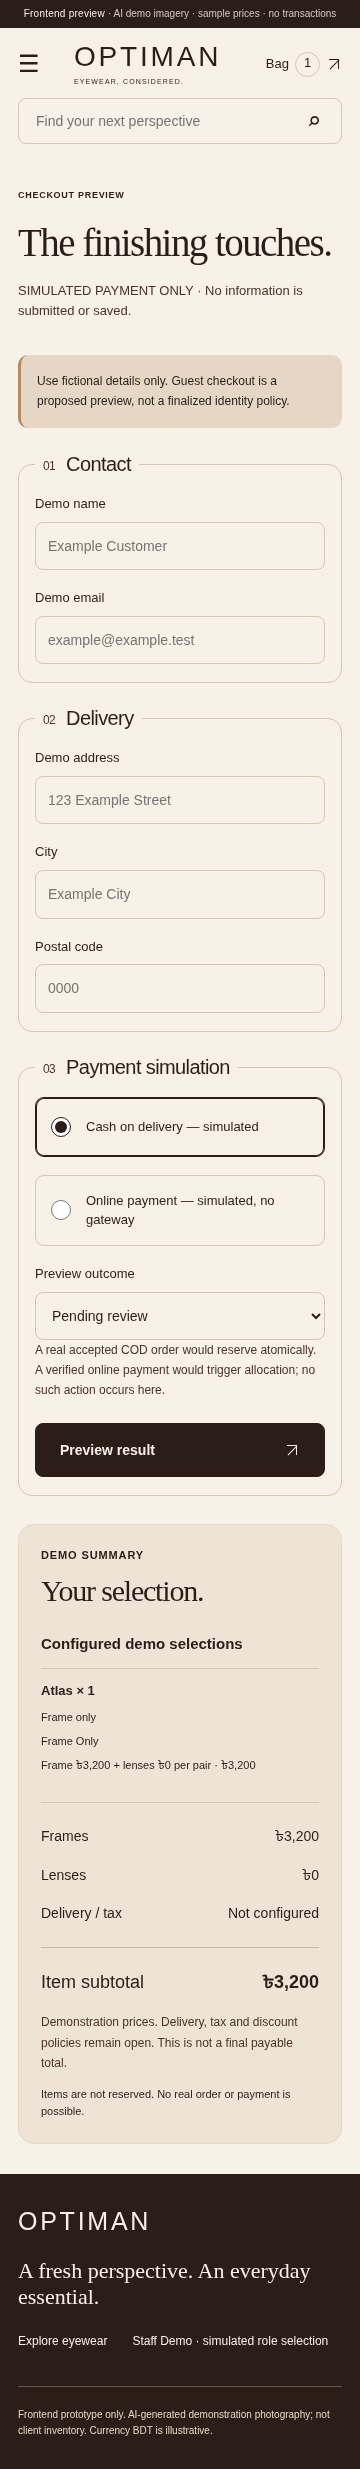 Frontend preview · AI demo imagery · sample prices · no transactions
OPTIMAN
EYEWEAR, CONSIDERED.
Bag 1
Find your next perspective
CHECKOUT PREVIEW
The finishing touches.
SIMULATED PAYMENT ONLY · No information is
submitted or saved.
Use fictional details only. Guest checkout is a
proposed preview, not a finalized identity policy.
01 Contact
Demo name
Example Customer
Demo email
example@example.test
02 Delivery
Demo address
123 Example Street
City
Example City
Postal code
0000
03 Payment simulation
Cash on delivery — simulated
Online payment — simulated, no
gateway
Preview outcome
Pending review
A real accepted COD order would reserve atomically.
A verified online payment would trigger allocation; no
such action occurs here.
Preview result
DEMO SUMMARY
Your selection.
Configured demo selections
Atlas × 1
Frame only
Frame Only
Frame ৳3,200 + lenses ৳0 per pair · ৳3,200
Frames ৳3,200
Lenses ৳0
Delivery / tax Not configured
Item subtotal ৳3,200
Demonstration prices. Delivery, tax and discount
policies remain open. This is not a final payable
total.
Items are not reserved. No real order or payment is
possible.
OPTIMAN
A fresh perspective. An everyday
essential.
Explore eyewear Staff Demo · simulated role selection
Frontend prototype only. AI-generated demonstration photography; not
client inventory. Currency BDT is illustrative.